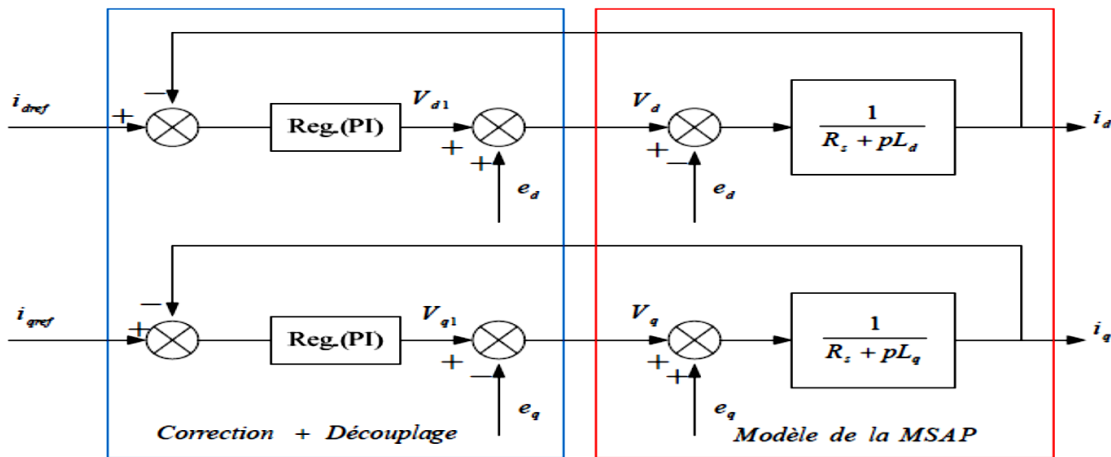 i_dref
+
−
Reg.(PI)
V_d1
+
+
e_d
V_d
+
−
e_d
1
R_s + pL_d
i_d
i_qref
+
−
Reg.(PI)
V_q1
+
−
e_q
V_q
+
+
e_q
1
R_s + pL_q
i_q
Correction + Découplage
Modèle de la MSAP